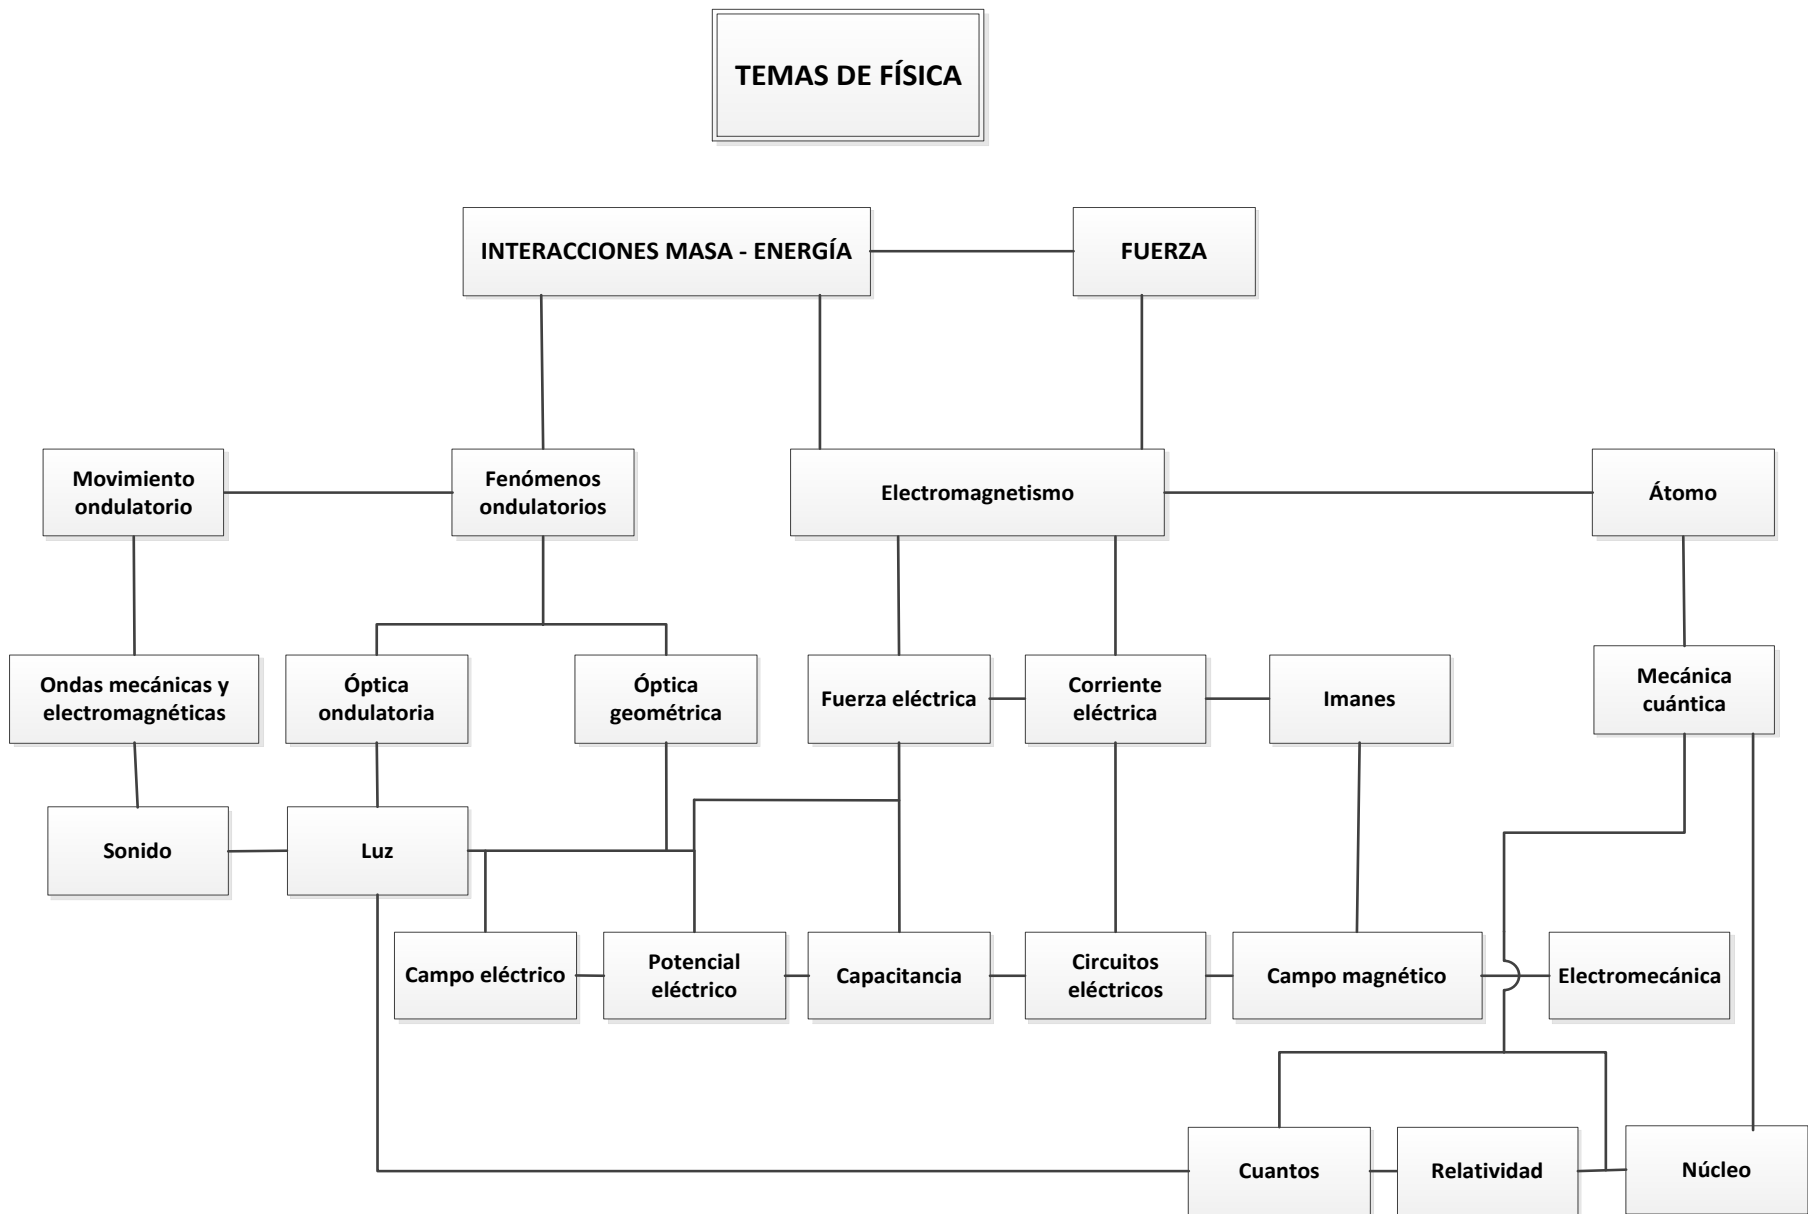 TEMAS DE FÍSICA
INTERACCIONES MASA - ENERGÍA
FUERZA
Movimiento
ondulatorio
Fenómenos
ondulatorios
Electromagnetismo
Átomo
Ondas mecánicas y
electromagnéticas
Óptica
ondulatoria
Óptica
geométrica
Fuerza eléctrica
Corriente
eléctrica
Imanes
Mecánica
cuántica
Sonido
Luz
Campo eléctrico
Potencial
eléctrico
Capacitancia
Circuitos
eléctricos
Campo magnético
Electromecánica
Cuantos
Relatividad
Núcleo